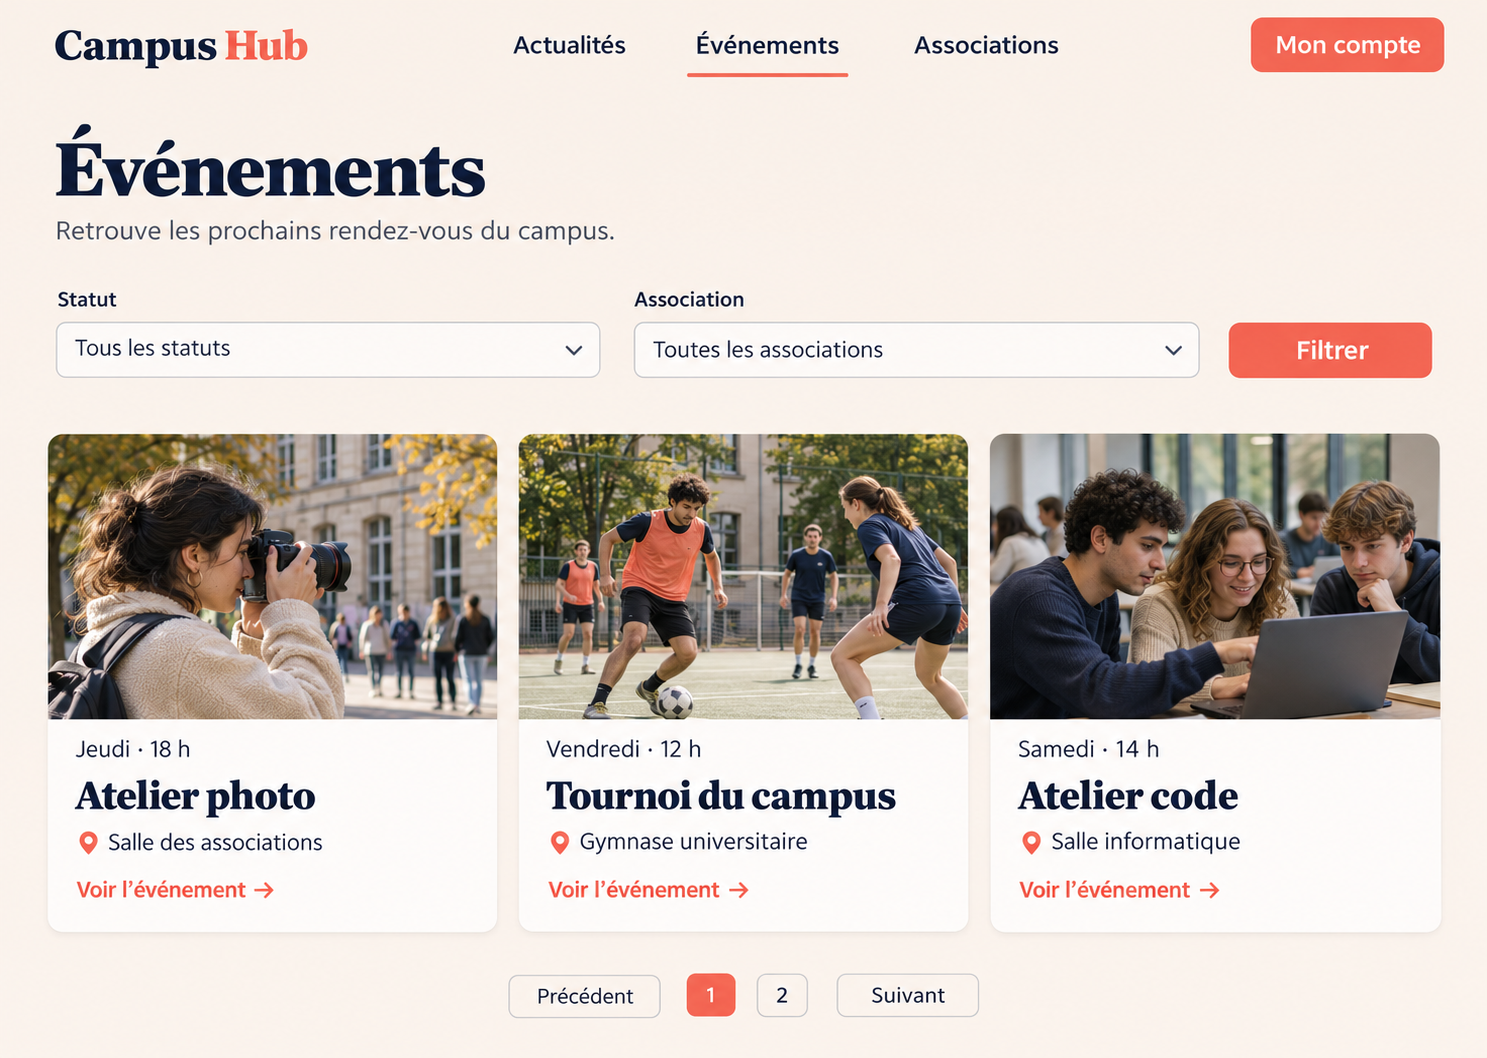 Campus Hub
Actualités
Événements
Associations
Mon compte
Événements
Retrouve les prochains rendez-vous du campus.
Statut
Association
Tous les statuts
Toutes les associations
Filtrer
Jeudi · 18 h
Atelier photo
Salle des associations
Voir l’événement →
Vendredi · 12 h
Tournoi du campus
Gymnase universitaire
Voir l’événement →
Samedi · 14 h
Atelier code
Salle informatique
Voir l’événement →
Précédent
1
2
Suivant